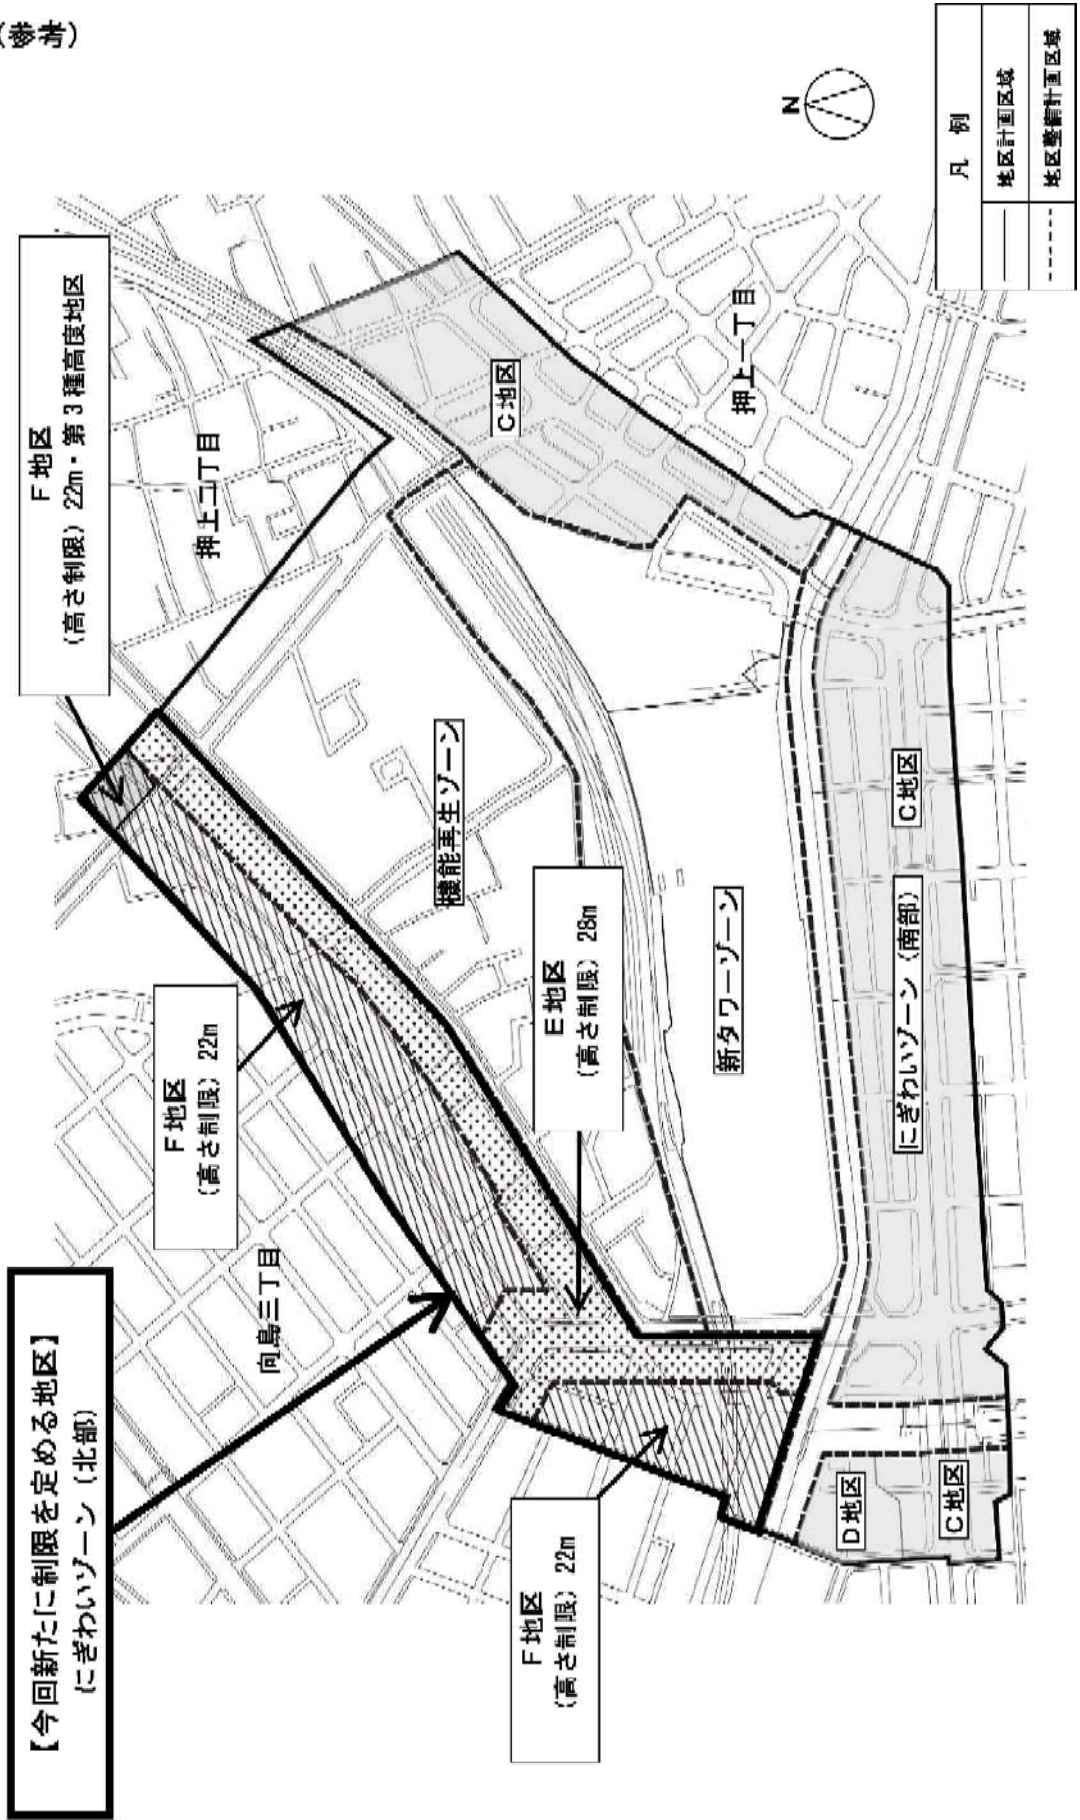 (参考)
【今回新たに制限を定める地区】
にぎわいゾーン（北部）
F地区
（高さ制限）22m・第3種高度地区
F地区
（高さ制限）22m
F地区
（高さ制限）22m
E地区
（高さ制限）28m
向島三丁目
押上二丁目
押上一丁目
機能再生ゾーン
新タワーゾーン
にぎわいゾーン（南部）
C地区
C地区
C地区
D地区
N
凡 例
地区計画区域
地区整備計画区域